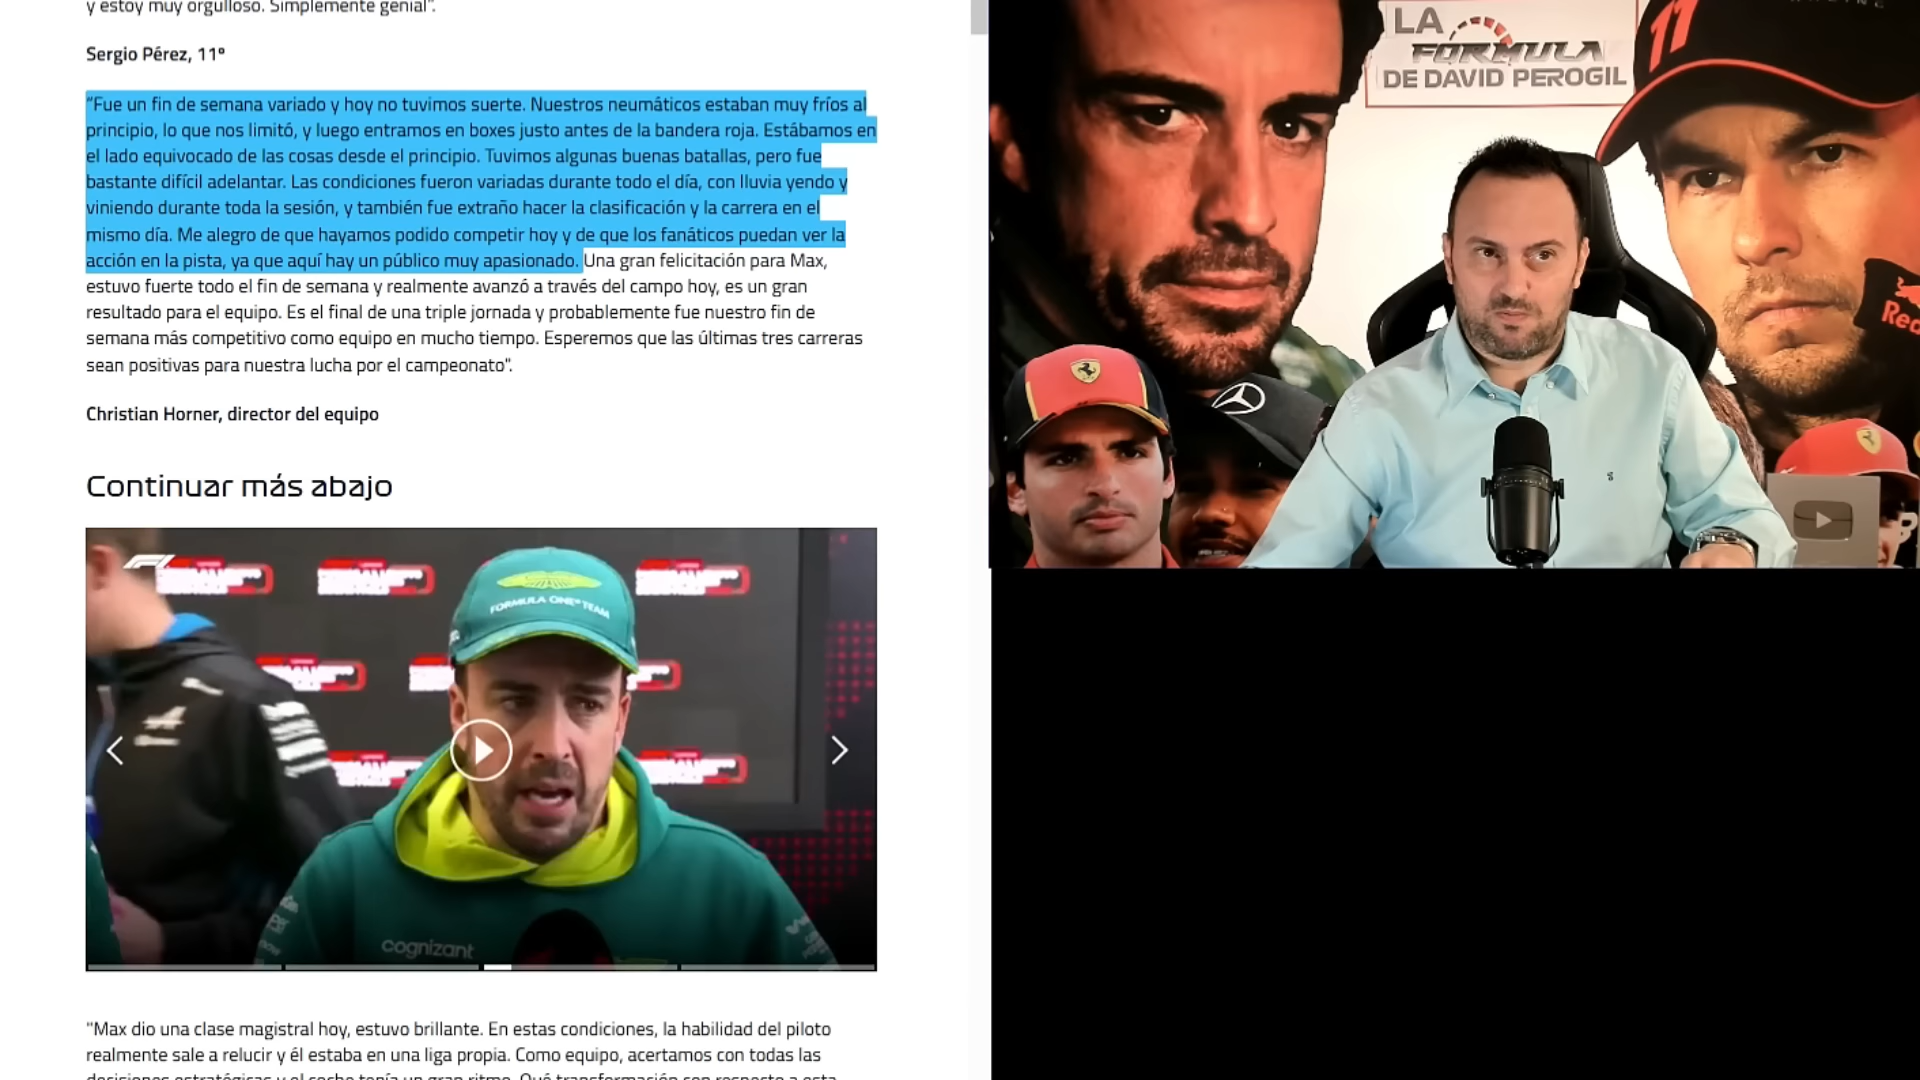 y estoy muy orgulloso. Simplemente genial".
Sergio Pérez, 11º
"Fue un fin de semana variado y hoy no tuvimos suerte. Nuestros neumáticos estaban muy fríos al
principio, lo que nos limitó, y luego entramos en boxes justo antes de la bandera roja. Estábamos en
el lado equivocado de las cosas desde el principio. Tuvimos algunas buenas batallas, pero fue
bastante difícil adelantar. Las condiciones fueron variadas durante todo el día, con lluvia yendo y
viniendo durante toda la sesión, y también fue extraño hacer la clasificación y la carrera en el
mismo día. Me alegro de que hayamos podido competir hoy y de que los fanáticos puedan ver la
acción en la pista, ya que aquí hay un público muy apasionado. Una gran felicitación para Max,
estuvo fuerte todo el fin de semana y realmente avanzó a través del campo hoy, es un gran
resultado para el equipo. Es el final de una triple jornada y probablemente fue nuestro fin de
semana más competitivo como equipo en mucho tiempo. Esperemos que las últimas tres carreras
sean positivas para nuestra lucha por el campeonato".
Christian Horner, director del equipo
Continuar más abajo
FORMULA ONE TEAM
cognizant
"Max dio una clase magistral hoy, estuvo brillante. En estas condiciones, la habilidad del piloto
realmente sale a relucir y él estaba en una liga propia. Como equipo, acertamos con todas las
decisiones estratégicas y el coche tenía un gran ritmo. Qué transformación con respecto a esta
LA
FORMULA
DE DAVID PEROGIL
11